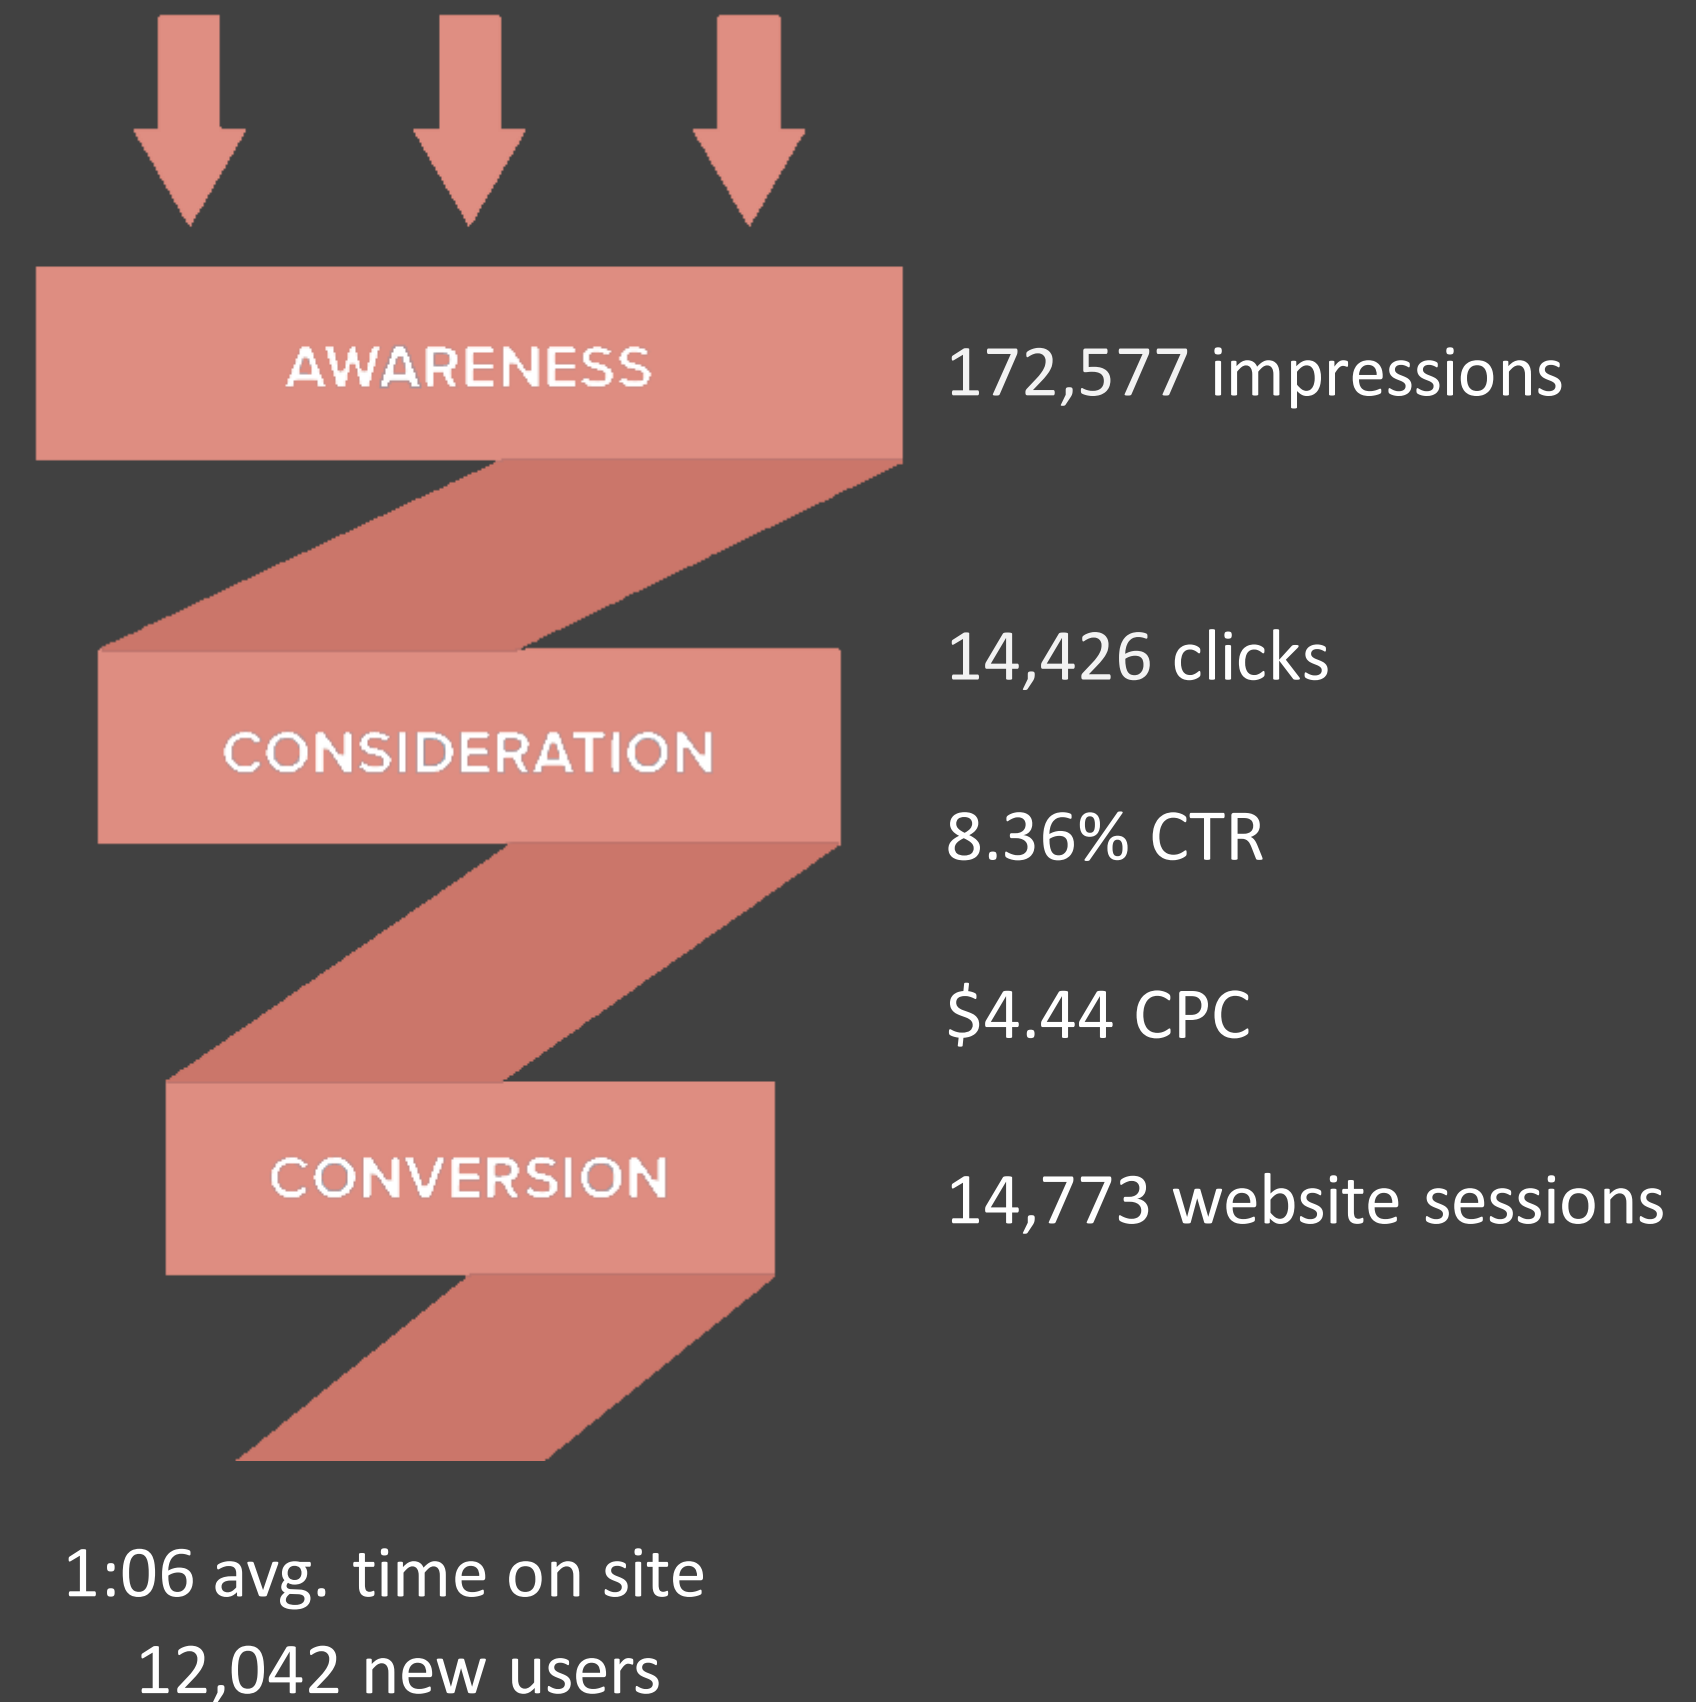 AWARENESS
172,577 impressions
14,426 clicks
CONSIDERATION
8.36% CTR
$4.44 CPC
CONVERSION
14,773 website sessions
1:06 avg. time on site
12,042 new users